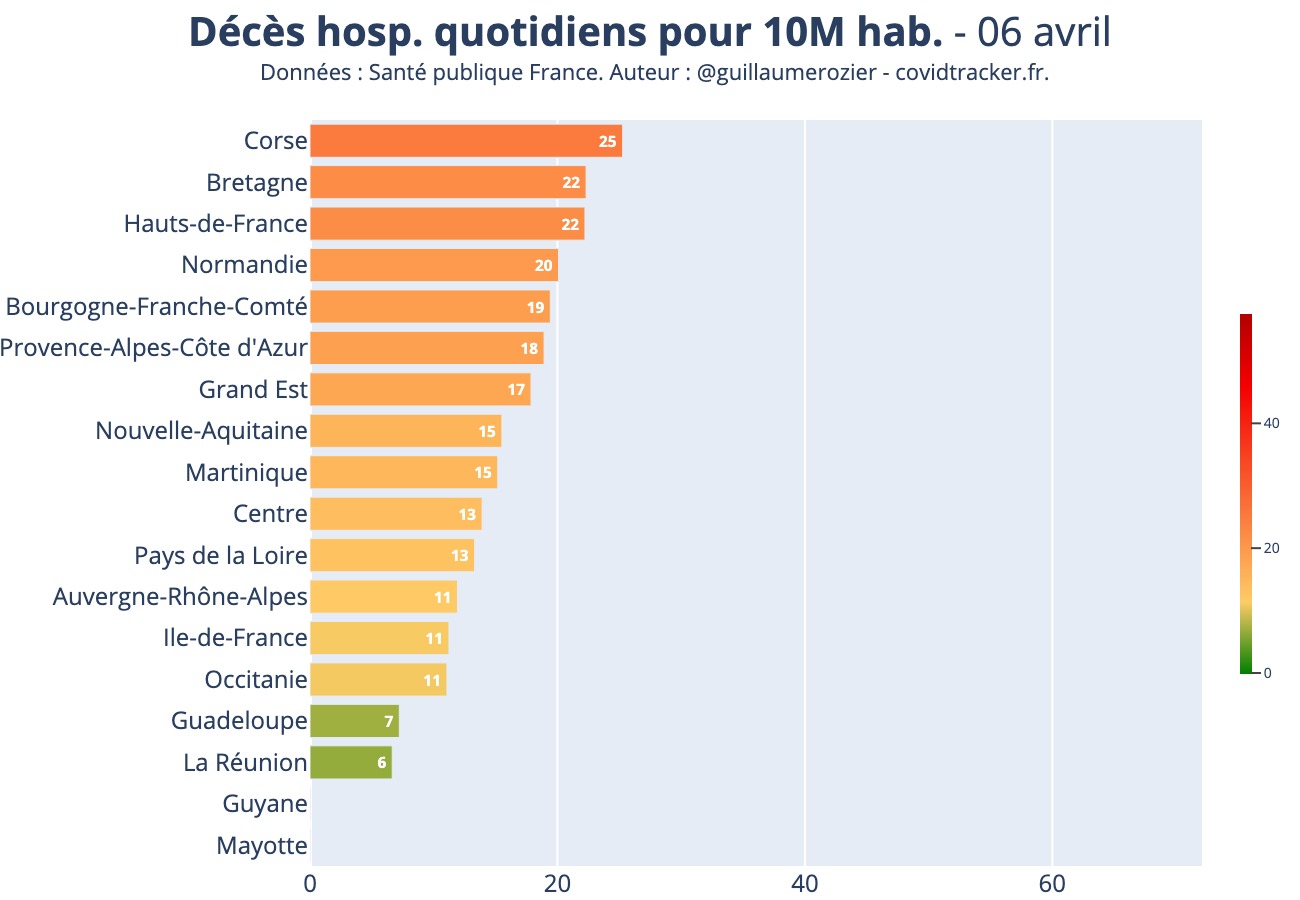 Décès hosp. quotidiens pour 10M hab. - 06 avril
Données : Santé publique France. Auteur : @guillaumerozier - covidtracker.fr.
Corse 25
Bretagne 22
Hauts-de-France 22
Normandie 20
Bourgogne-Franche-Comté 19
Provence-Alpes-Côte d'Azur 18
Grand Est 17
Nouvelle-Aquitaine 15
Martinique 15
Centre 13
Pays de la Loire 13
Auvergne-Rhône-Alpes 11
Ile-de-France 11
Occitanie 11
Guadeloupe 7
La Réunion 6
Guyane
Mayotte
0 20 40 60
40
20
0